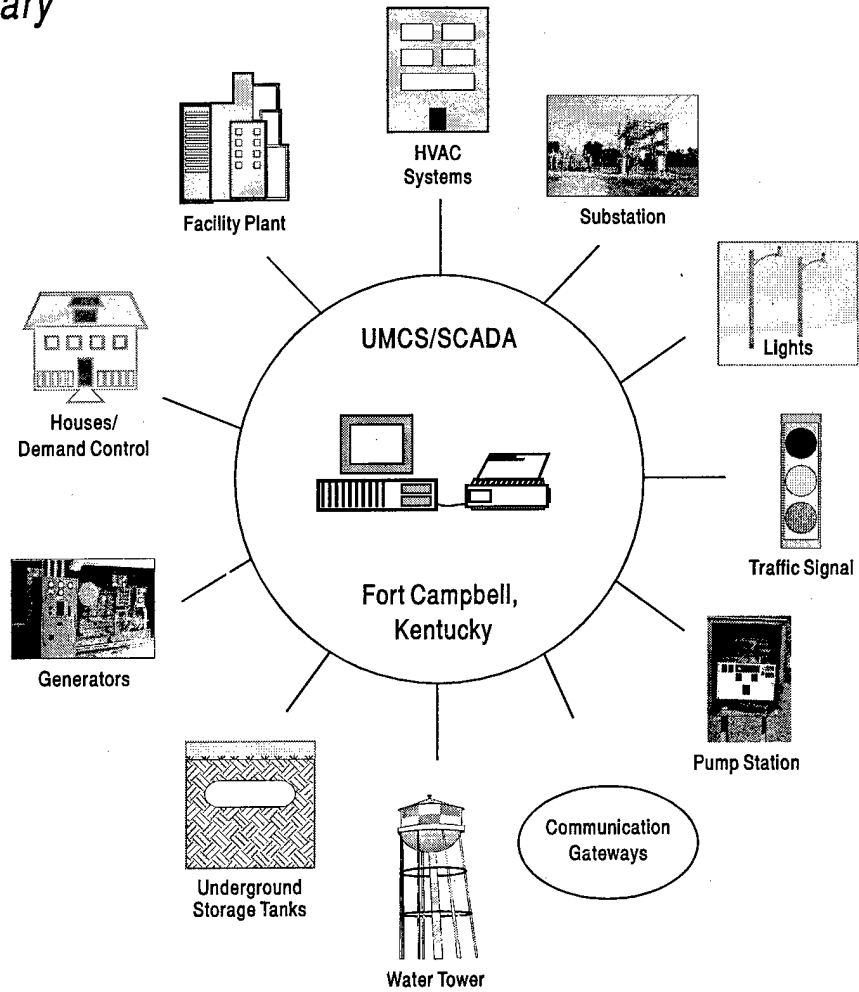 HVAC
Systems
Facility Plant
Substation
UMCS/SCADA
Lights
Houses/
Demand Control
Traffic Signal
Fort Campbell,
Kentucky
Generators
Pump Station
Communication
Gateways
Underground
Storage Tanks
Water Tower